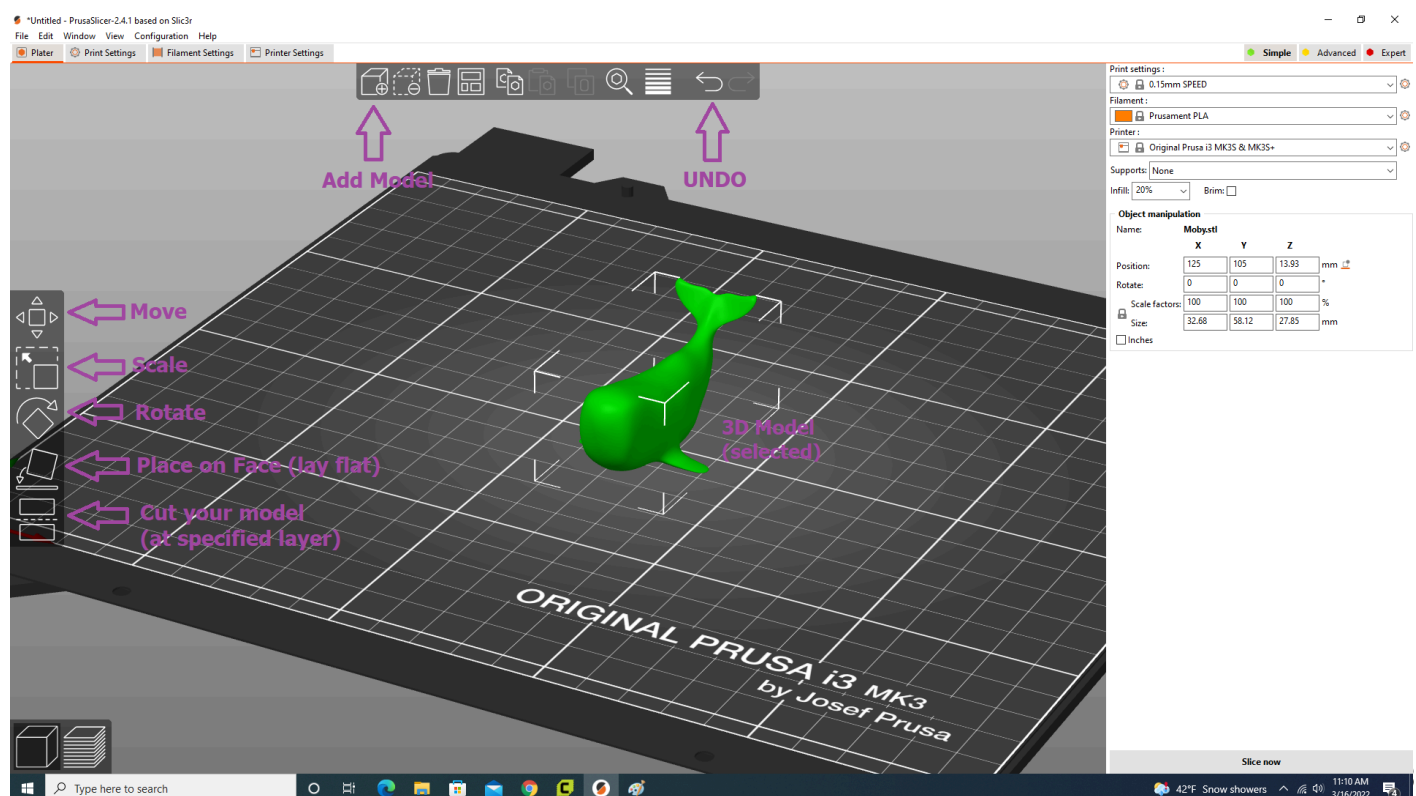 *Untitled - PrusaSlicer-2.4.1 based on Slic3r
File Edit Window View Configuration Help
Plater Print Settings Filament Settings Printer Settings
Simple Advanced Expert
Add Model
UNDO
Move
Scale
Rotate
Place on Face (lay flat)
Cut your model
(at specified layer)
3D Model
(selected)
ORIGINAL PRUSA i3 MK3
by Josef Prusa
Print settings :
0.15mm SPEED
Filament :
Prusament PLA
Printer :
Original Prusa i3 MK3S & MK3S+
Supports: None
Infill: 20% Brim:
Object manipulation
Name: Moby.stl
X Y Z
Position: 125 105 13.93 mm
Rotate: 0 0 0 °
Scale factors: 100 100 100 %
Size: 32.68 58.12 27.85 mm
Inches
Slice now
Type here to search
42°F Snow showers
11:10 AM
3/16/2022
4